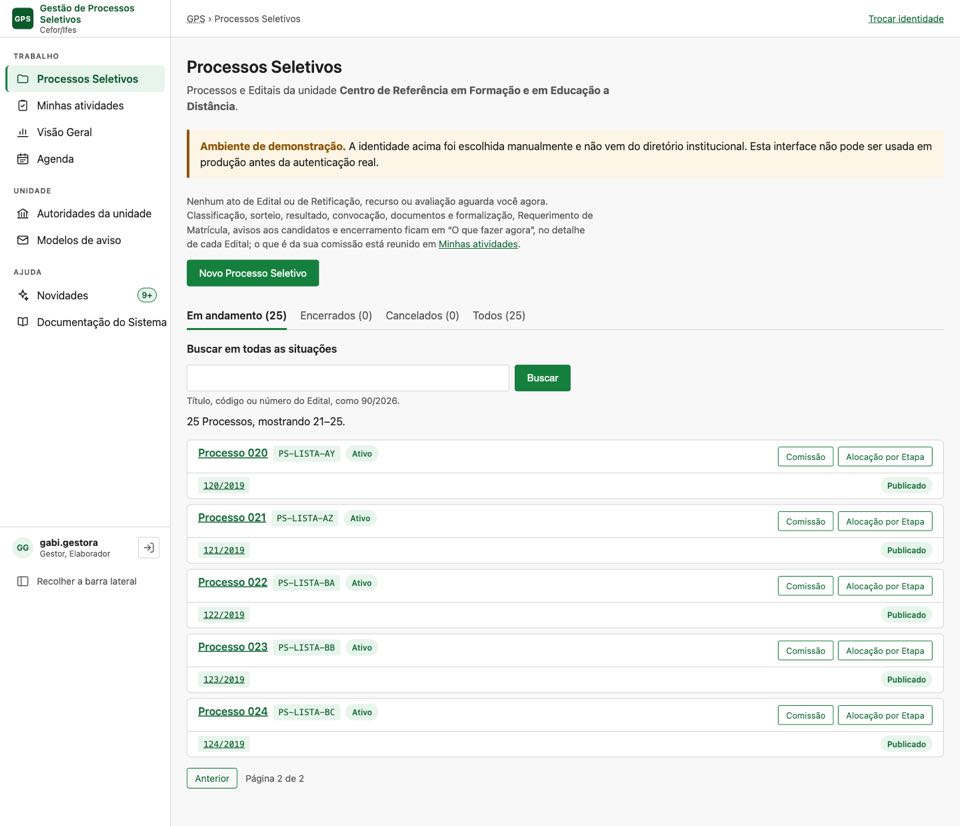 GPS
Gestão de Processos
Seletivos
Cefor/Ifes
GPS › Processos Seletivos
Trocar identidade
TRABALHO
Processos Seletivos
Minhas atividades
Visão Geral
Agenda
UNIDADE
Autoridades da unidade
Modelos de aviso
AJUDA
Novidades
9+
Documentação do Sistema
GG
gabi.gestora
Gestor, Elaborador
Recolher a barra lateral
Processos Seletivos
Processos e Editais da unidade Centro de Referência em Formação e em Educação a
Distância.
Ambiente de demonstração. A identidade acima foi escolhida manualmente e não vem do diretório institucional. Esta interface não pode ser usada em
produção antes da autenticação real.
Nenhum ato de Edital ou de Retificação, recurso ou avaliação aguarda você agora.
Classificação, sorteio, resultado, convocação, documentos e formalização, Requerimento de
Matrícula, avisos aos candidatos e encerramento ficam em “O que fazer agora”, no detalhe
de cada Edital; o que é da sua comissão está reunido em Minhas atividades.
Novo Processo Seletivo
Em andamento (25) Encerrados (0) Cancelados (0) Todos (25)
Buscar em todas as situações
Buscar
Título, código ou número do Edital, como 90/2026.
25 Processos, mostrando 21–25.
Processo 020 PS-LISTA-AY Ativo Comissão Alocação por Etapa
120/2019 Publicado
Processo 021 PS-LISTA-AZ Ativo Comissão Alocação por Etapa
121/2019 Publicado
Processo 022 PS-LISTA-BA Ativo Comissão Alocação por Etapa
122/2019 Publicado
Processo 023 PS-LISTA-BB Ativo Comissão Alocação por Etapa
123/2019 Publicado
Processo 024 PS-LISTA-BC Ativo Comissão Alocação por Etapa
124/2019 Publicado
Anterior Página 2 de 2